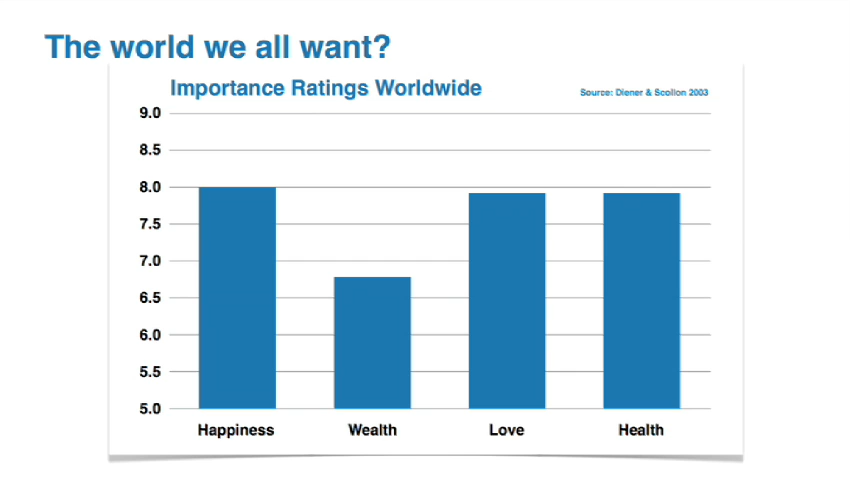 The world we all want?
Importance Ratings Worldwide
Source: Diener & Scollon 2003
9.0
8.5
8.0
7.5
7.0
6.5
6.0
5.5
5.0
Happiness Wealth Love Health